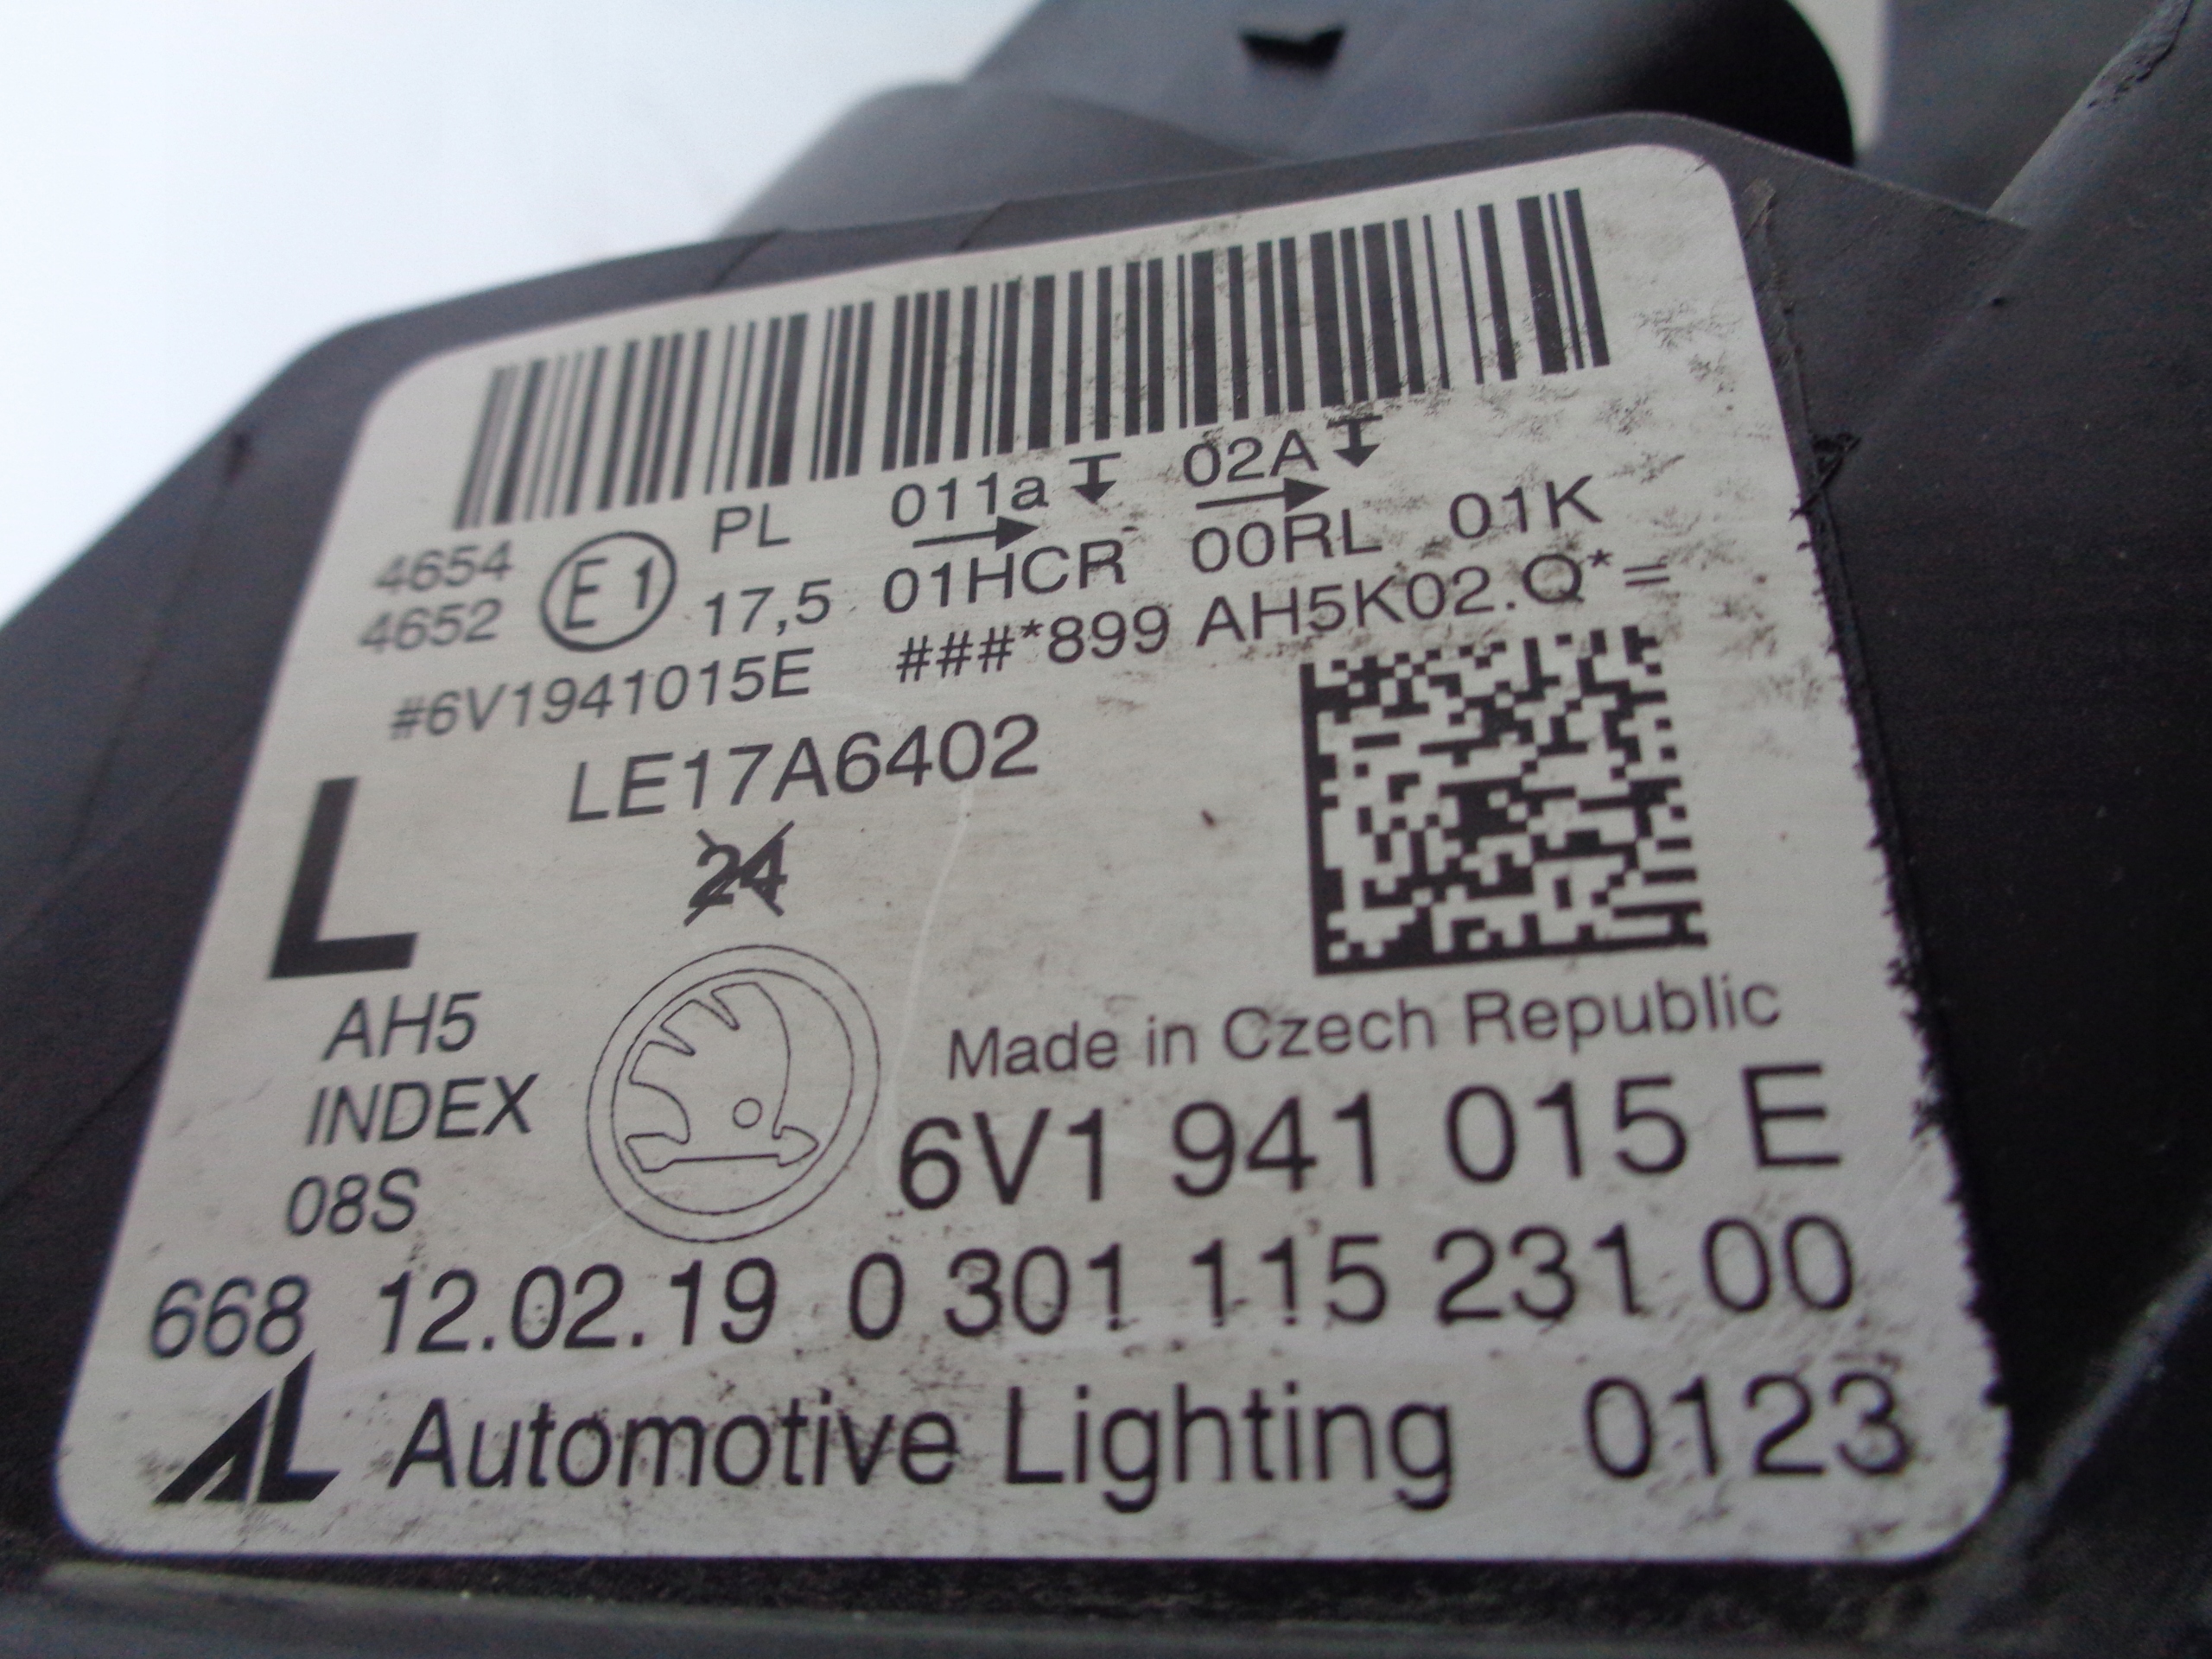 4654 E1 PL 011a 02A
4652 17,5 01HCR 00RL 01K
#6V1941015E ###*899 AH5K02.Q*=
LE17A6402
24
L
AH5
INDEX
08S
Made in Czech Republic
6V1 941 015 E
668 12.02.19 0 301 115 231 00
AL Automotive Lighting 0123